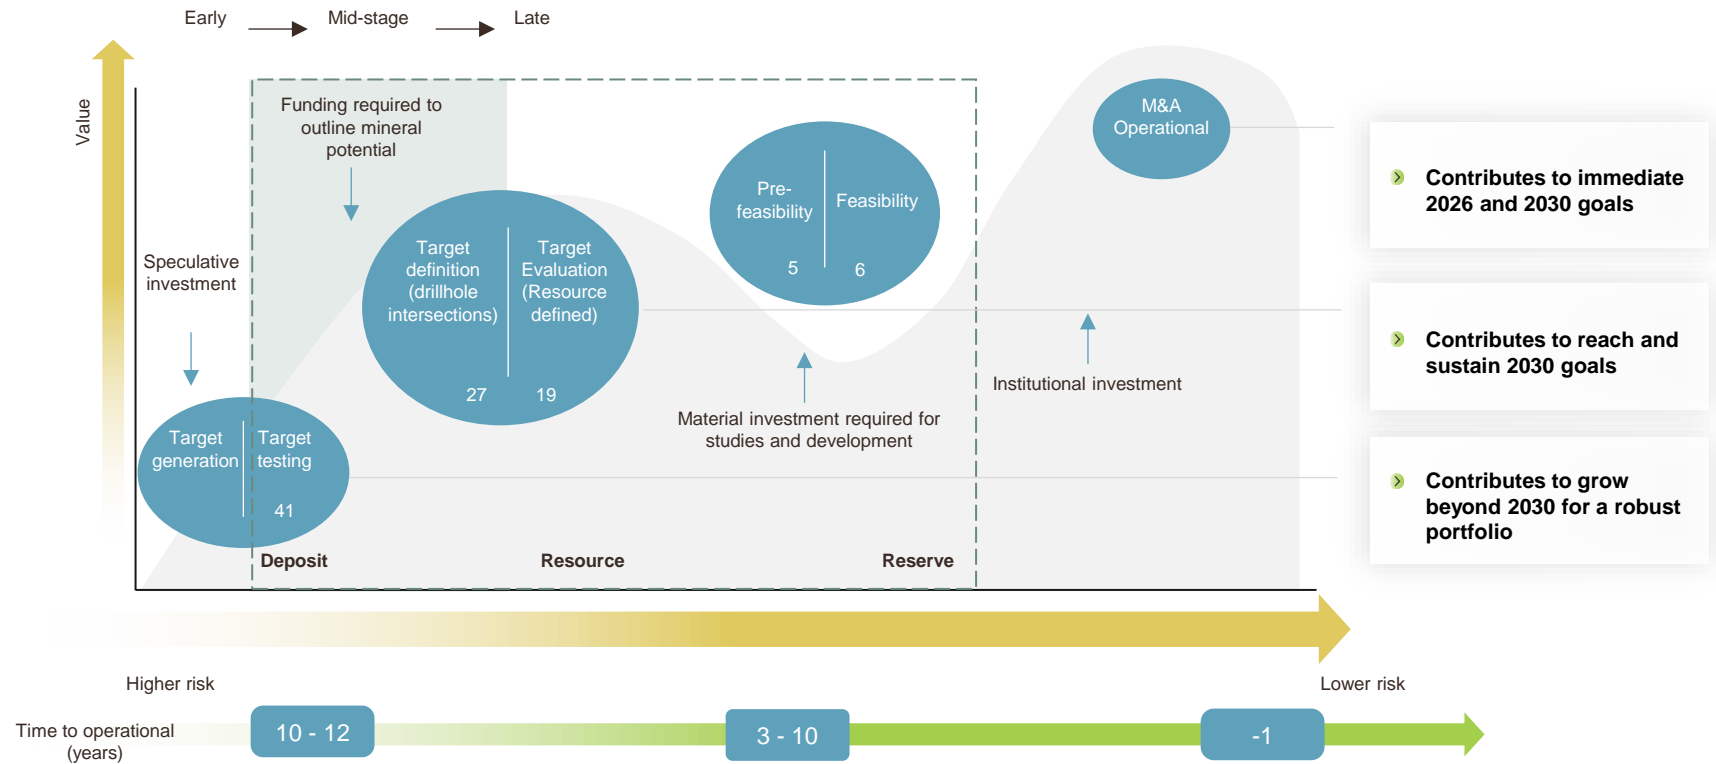 Early
Mid-stage
Late
Value
Funding required to
outline mineral
potential
Speculative
investment
Target
generation
Target
testing
41
Target
definition
(drillhole
intersections)
27
Target
Evaluation
(Resource
defined)
19
Pre-
feasibility
5
Feasibility
6
M&A
Operational
Material investment required for
studies and development
Institutional investment
Deposit
Resource
Reserve
Contributes to immediate
2026 and 2030 goals
Contributes to reach and
sustain 2030 goals
Contributes to grow
beyond 2030 for a robust
portfolio
Higher risk
Lower risk
Time to operational
(years)
10 - 12
3 - 10
-1